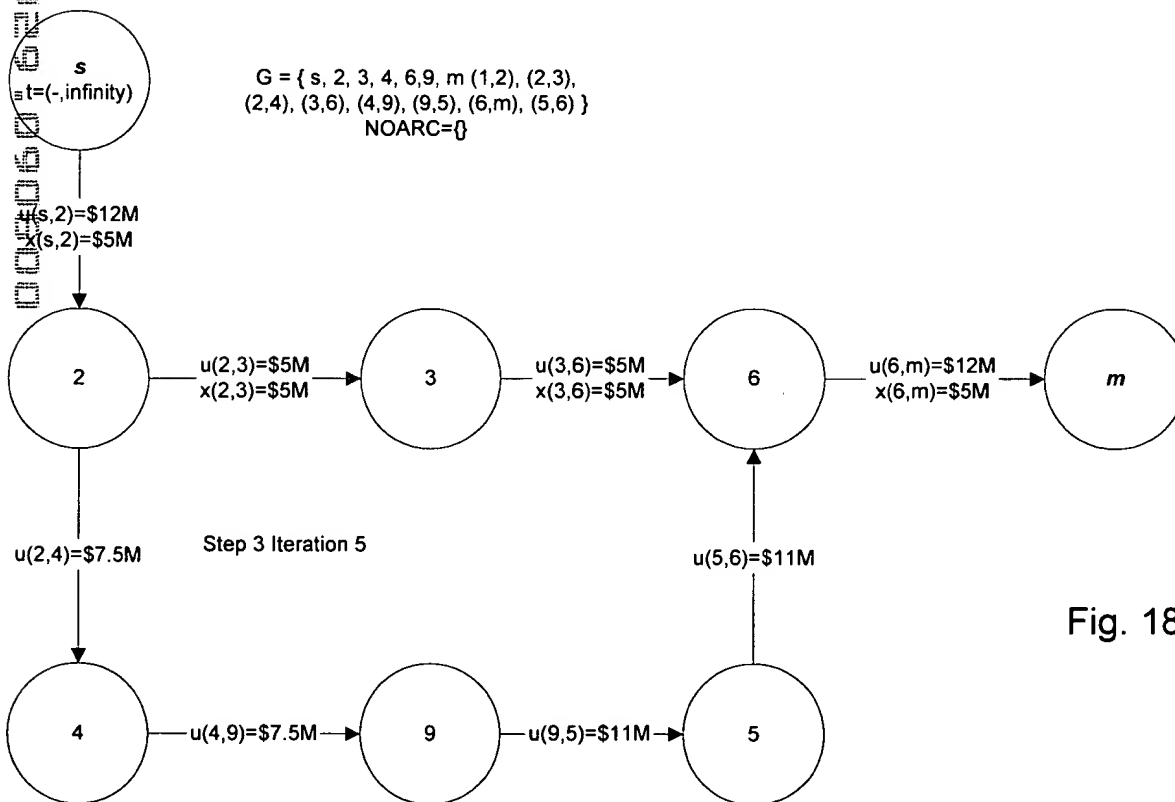 s
t=(-,infinity)
G = { s, 2, 3, 4, 6,9, m (1,2), (2,3),
(2,4), (3,6), (4,9), (9,5), (6,m), (5,6) }
NOARC={}
u(s,2)=$12M
x(s,2)=$5M
2
u(2,3)=$5M
x(2,3)=$5M
3
u(3,6)=$5M
x(3,6)=$5M
6
u(6,m)=$12M
x(6,m)=$5M
m
u(2,4)=$7.5M
Step 3 Iteration 5
u(5,6)=$11M
Fig. 18
4
u(4,9)=$7.5M
9
u(9,5)=$11M
5